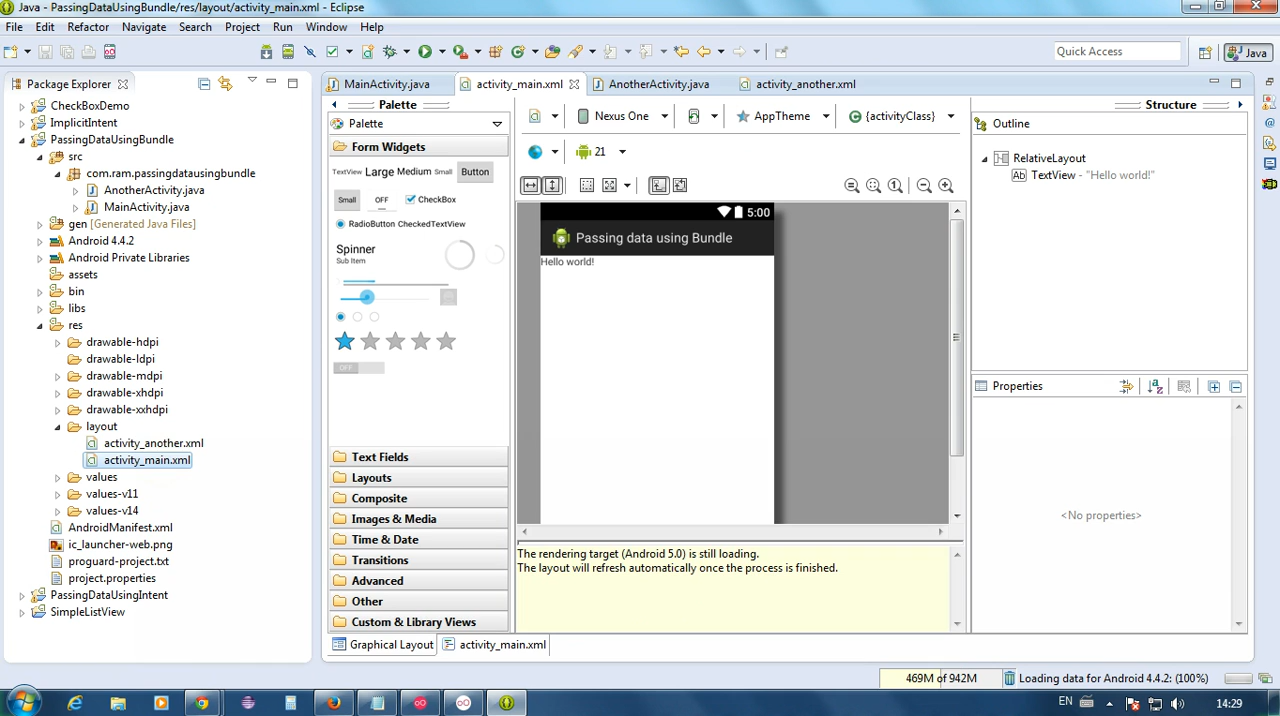 Java - PassingDataUsingBundle/res/layout/activity_main.xml - Eclipse
File Edit Refactor Navigate Search Project Run Window Help
Quick Access
Java
Package Explorer
CheckBoxDemo
ImplicitIntent
PassingDataUsingBundle
src
com.ram.passingdatausingbundle
AnotherActivity.java
MainActivity.java
gen [Generated Java Files]
Android 4.4.2
Android Private Libraries
assets
bin
libs
res
drawable-hdpi
drawable-ldpi
drawable-mdpi
drawable-xhdpi
drawable-xxhdpi
layout
activity_another.xml
activity_main.xml
values
values-v11
values-v14
AndroidManifest.xml
ic_launcher-web.png
proguard-project.txt
project.properties
PassingDataUsingIntent
SimpleListView
MainActivity.java activity_main.xml AnotherActivity.java activity_another.xml
Palette
Palette
Form Widgets
TextView Large Medium Small Button
Small OFF CheckBox
RadioButton CheckedTextView
Spinner
Sub Item
OFF
Text Fields
Layouts
Composite
Images & Media
Time & Date
Transitions
Advanced
Other
Custom & Library Views
Nexus One AppTheme {activityClass}
21
5:00
Passing data using Bundle
Hello world!
The rendering target (Android 5.0) is still loading.
The layout will refresh automatically once the process is finished.
Graphical Layout activity_main.xml
Structure
Outline
RelativeLayout
Ab TextView - "Hello world!"
Properties
<No properties>
469M of 942M Loading data for Android 4.4.2: (100%)
EN 14:29